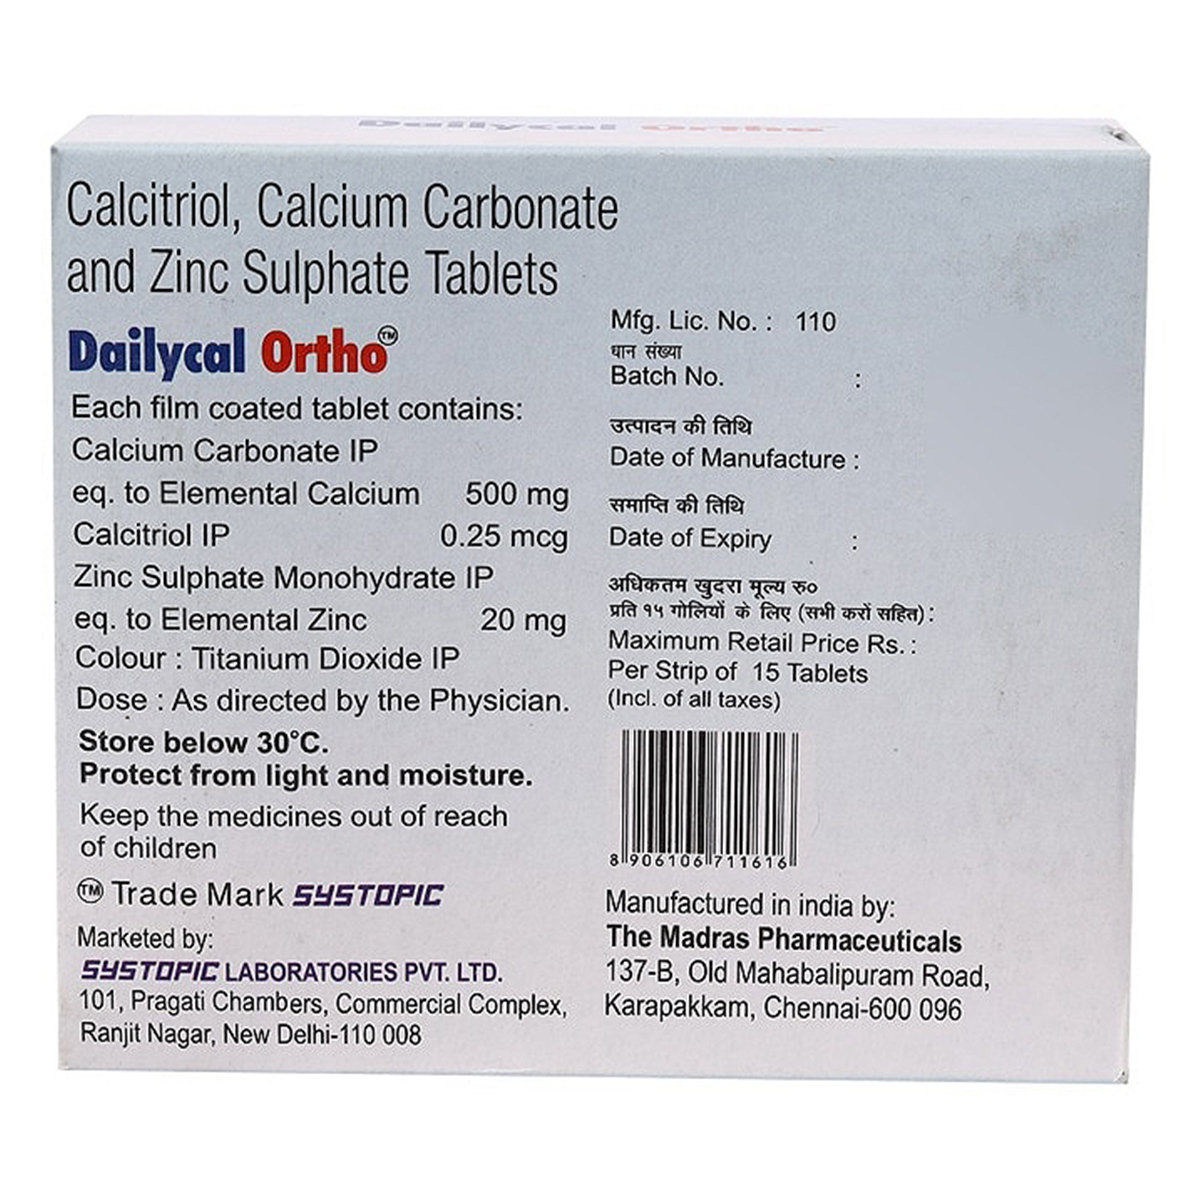 Dailycal Ortho
Calcitriol, Calcium Carbonate
and Zinc Sulphate Tablets
Dailycal Ortho™
Each film coated tablet contains:
Calcium Carbonate IP
eq. to Elemental Calcium 500 mg
Calcitriol IP 0.25 mcg
Zinc Sulphate Monohydrate IP
eq. to Elemental Zinc 20 mg
Colour : Titanium Dioxide IP
Dose : As directed by the Physician.
Store below 30°C.
Protect from light and moisture.
Keep the medicines out of reach
of children
™ Trade Mark SYSTOPIC
Marketed by:
SYSTOPIC LABORATORIES PVT. LTD.
101, Pragati Chambers, Commercial Complex,
Ranjit Nagar, New Delhi-110 008
Mfg. Lic. No. : 110
घान संख्या
Batch No. :
उत्पादन की तिथि
Date of Manufacture :
समाप्ति की तिथि
Date of Expiry :
अधिकतम खुदरा मूल्य रु०
प्रति १५ गोलियों के लिए (सभी करों सहित) :
Maximum Retail Price Rs. :
Per Strip of 15 Tablets
(Incl. of all taxes)
8 906106 711616
Manufactured in india by:
The Madras Pharmaceuticals
137-B, Old Mahabalipuram Road,
Karapakkam, Chennai-600 096